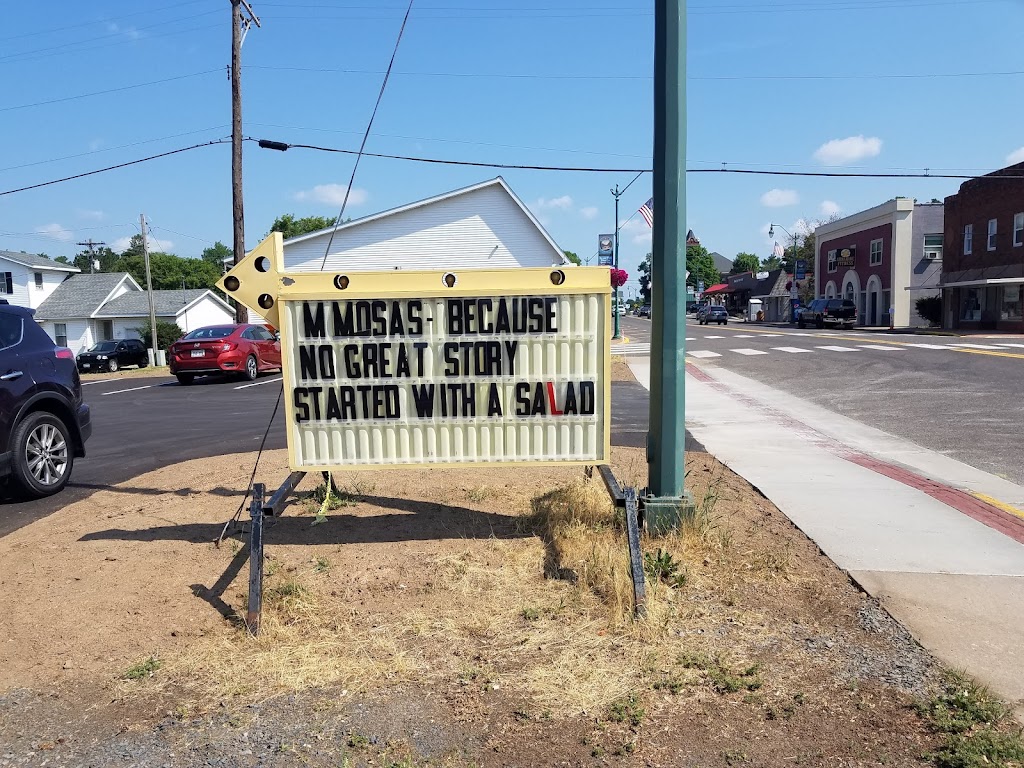 M MOSAS- BECAUSE
NO GREAT STORY
STARTED WITH A SALAD